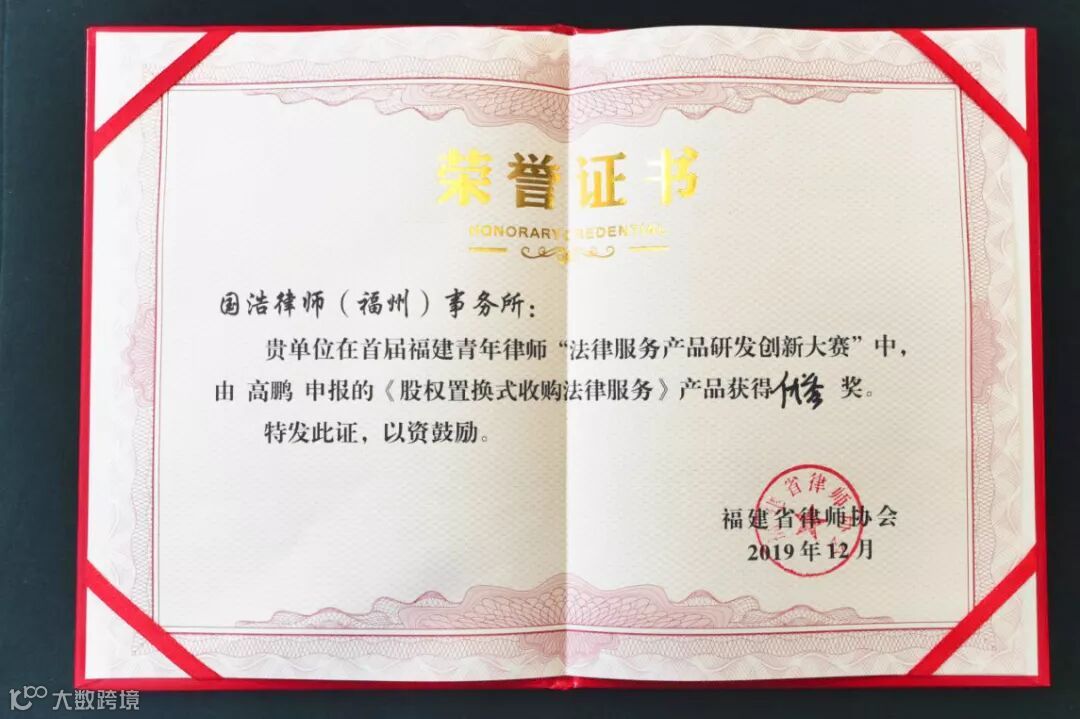 荣誉证书
HONORARY CREDENTIAL
国浩律师（福州）事务所：
贵单位在首届福建青年律师“法律服务产品研发创新大赛”中，
由 高鹏 申报的《股权置换式收购法律服务》产品获得优秀 奖。
特发此证，以资鼓励。
福建省律师协会
2019年12月
大数跨境